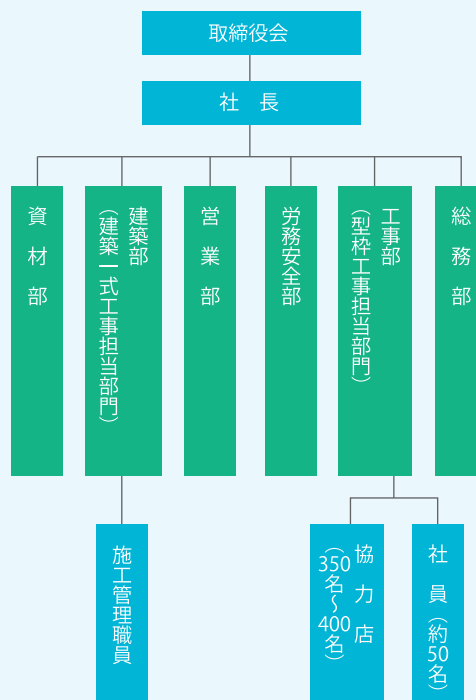 取締役会
社 長
資 材 部
建築部
（建築一式工事担当部門）
営 業 部
労務安全部
工事部
（型枠工事担当部門）
総 務 部
施工管理職員
協 力 店
（350名～400名）
社 員（約50名）